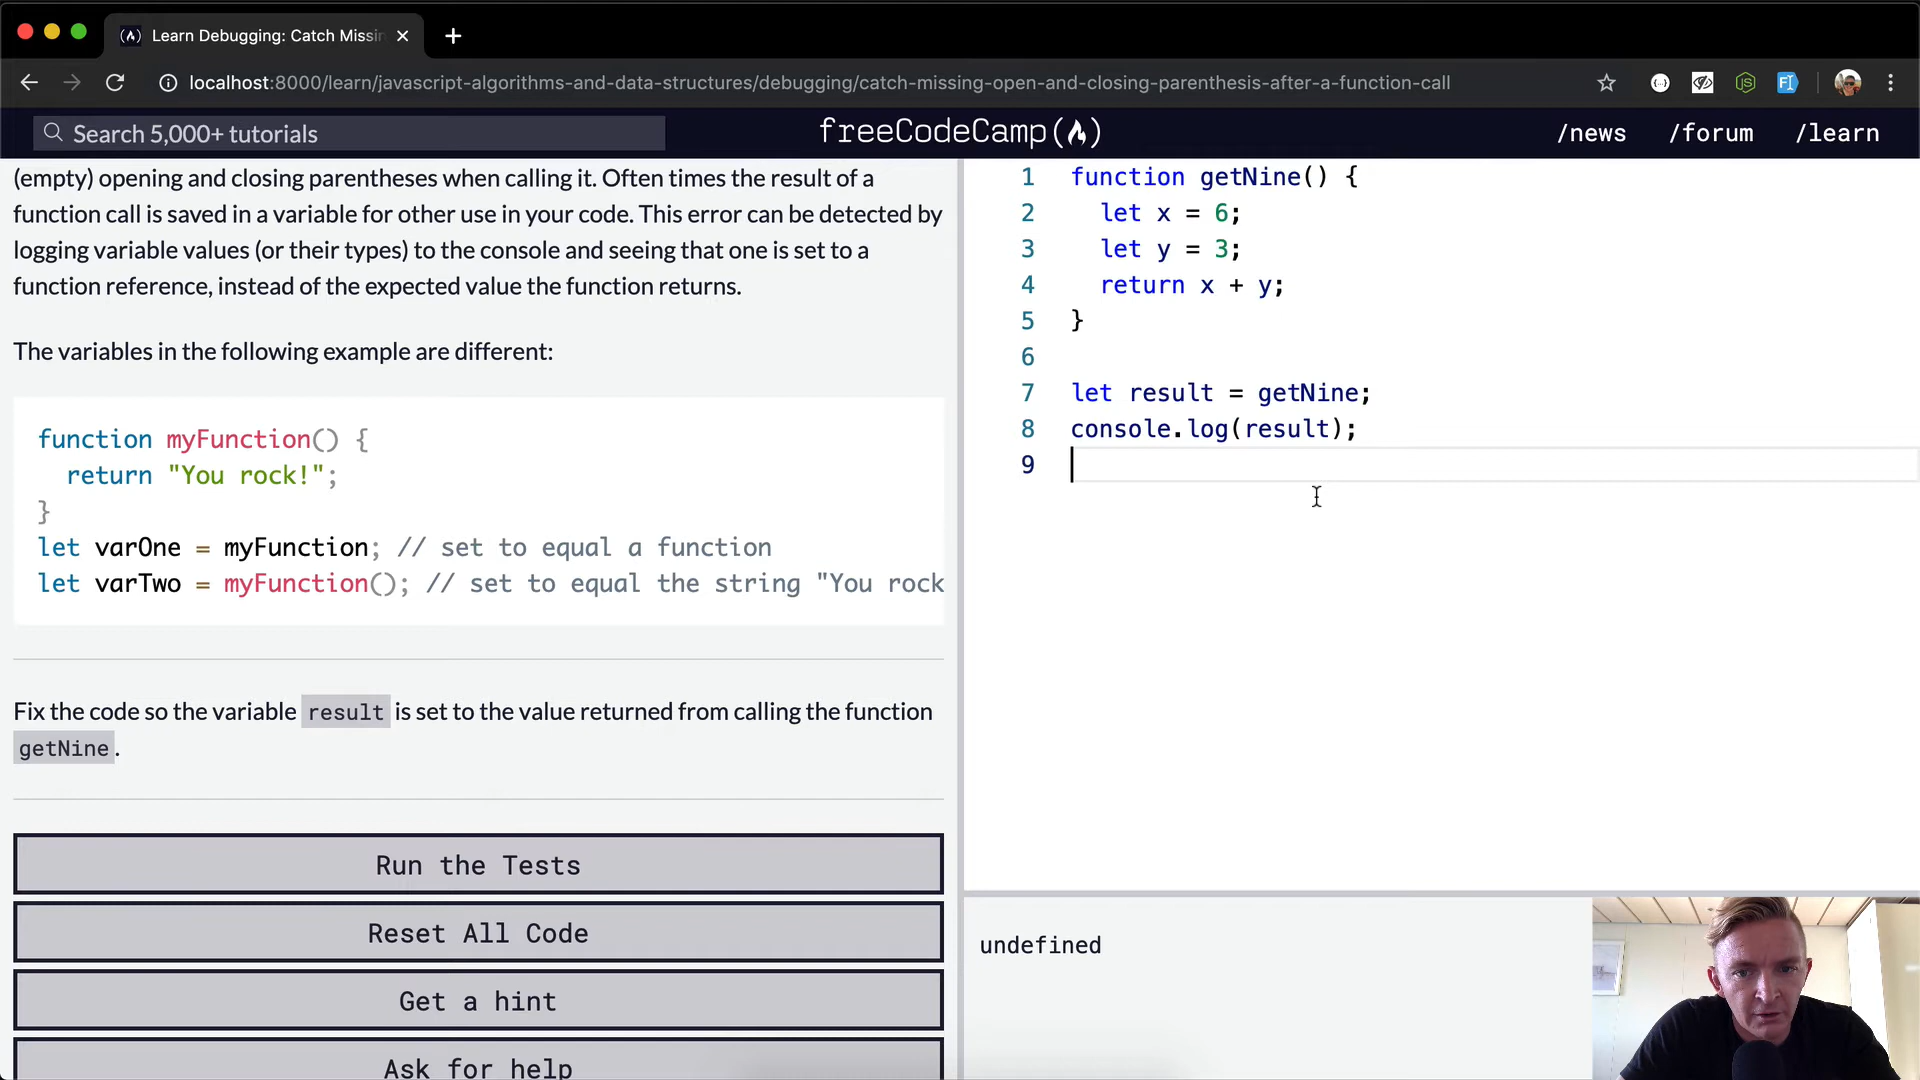 Learn Debugging: Catch Missin
localhost:8000/learn/javascript-algorithms-and-data-structures/debugging/catch-missing-open-and-closing-parenthesis-after-a-function-call
Search 5,000+ tutorials
freeCodeCamp(🔥)
/news /forum /learn
(empty) opening and closing parentheses when calling it. Often times the result of a
function call is saved in a variable for other use in your code. This error can be detected by
logging variable values (or their types) to the console and seeing that one is set to a
function reference, instead of the expected value the function returns.
The variables in the following example are different:
function myFunction() {
return "You rock!";
}
let varOne = myFunction; // set to equal a function
let varTwo = myFunction(); // set to equal the string "You rock
Fix the code so the variable result is set to the value returned from calling the function
getNine.
Run the Tests
Reset All Code
Get a hint
Ask for help
1 function getNine() {
2 let x = 6;
3 let y = 3;
4 return x + y;
5 }
6
7 let result = getNine;
8 console.log(result);
9
undefined